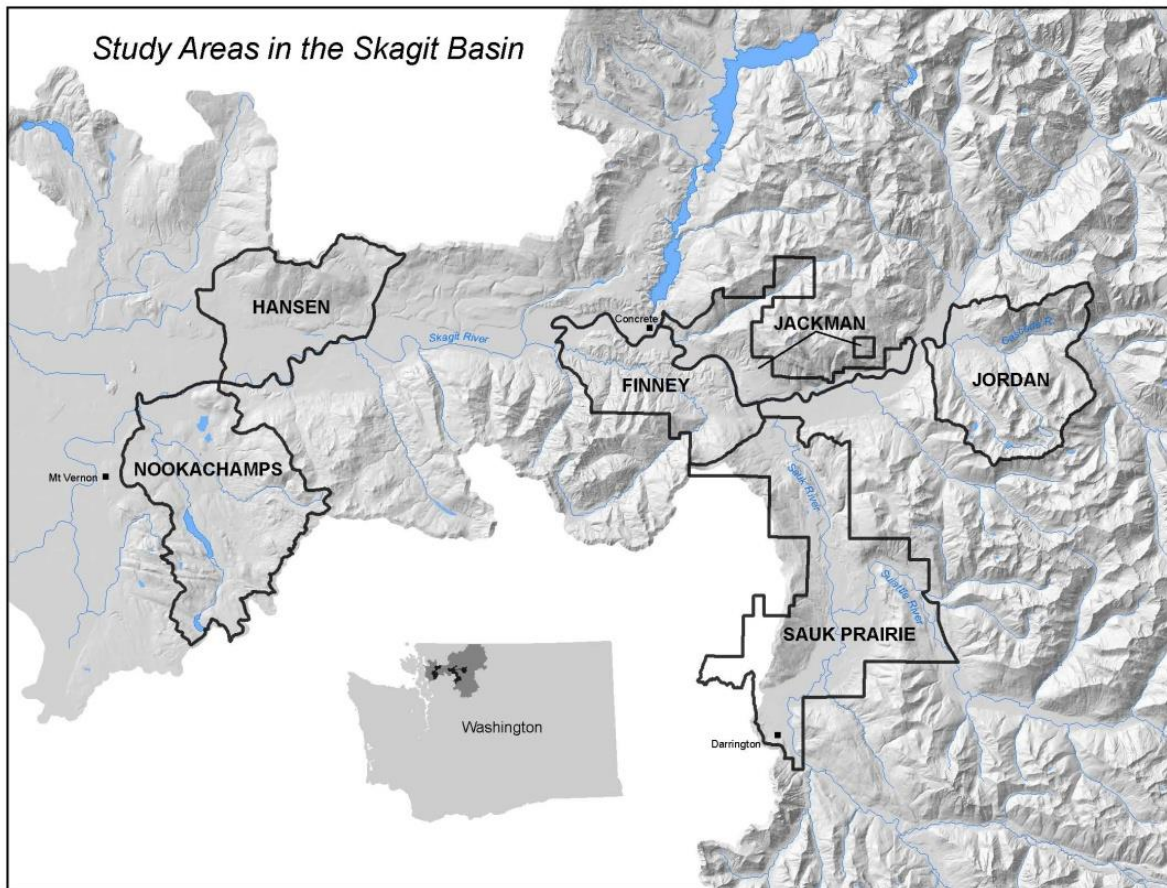 Study Areas in the Skagit Basin
HANSEN
Concrete
JACKMAN
Skagit River
Cascade R.
FINNEY
JORDAN
NOOKACHAMPS
Mt Vernon
Sauk River
Suiattle River
SAUK PRAIRIE
Washington
Darrington